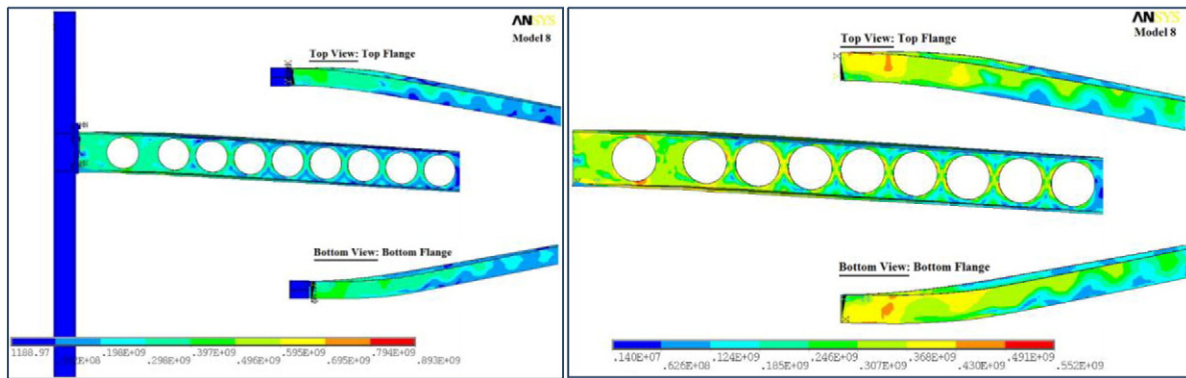 ANSYS
Model 8
Top View: Top Flange
Bottom View: Bottom Flange
1188.97 .198E+09 .397E+09 .595E+09 .794E+09
.298E+09 .496E+09 .695E+09 .893E+09
ANSYS
Model 8
Top View: Top Flange
Bottom View: Bottom Flange
.140E+07 .124E+09 .246E+09 .368E+09 .491E+09
.626E+08 .185E+09 .307E+09 .430E+09 .552E+09